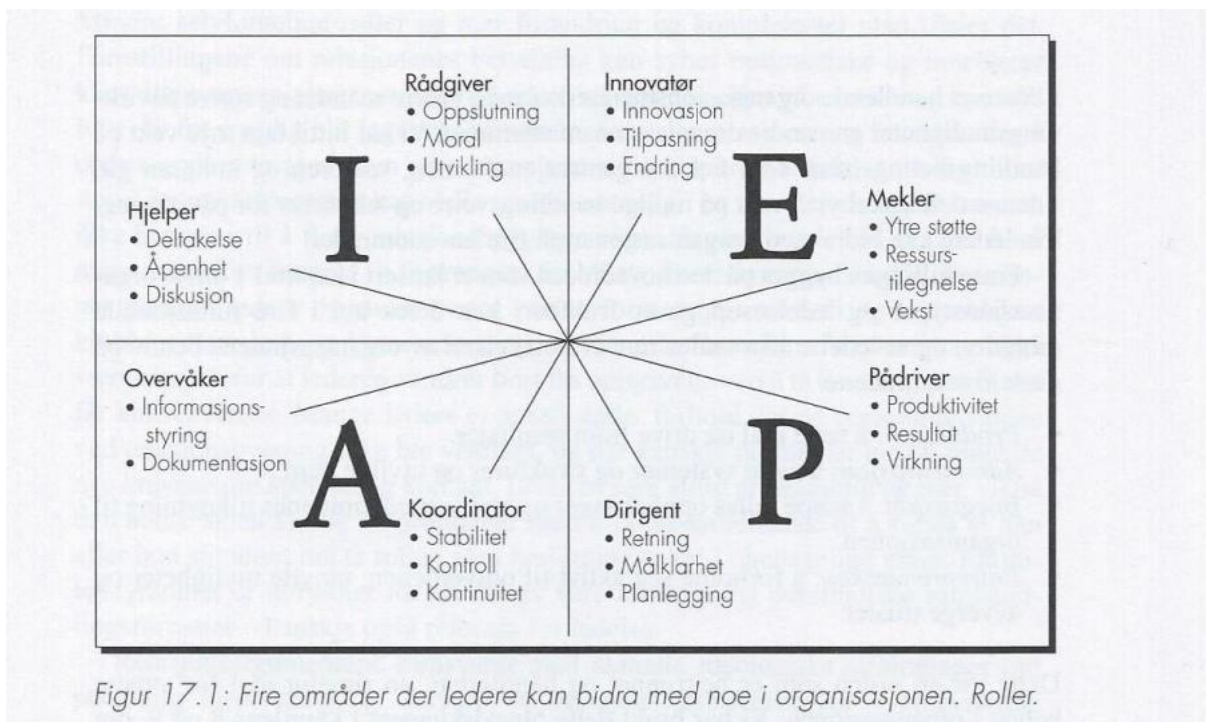 Rådgiver
• Oppslutning
• Moral
• Utvikling
Innovatør
• Innovasjon
• Tilpasning
• Endring
I
E
Hjelper
• Deltakelse
• Åpenhet
• Diskusjon
Mekler
• Ytre støtte
• Ressurs-
tilegnelse
• Vekst
Overvåker
• Informasjons-
styring
• Dokumentasjon
Pådriver
• Produktivitet
• Resultat
• Virkning
A
P
Koordinator
• Stabilitet
• Kontroll
• Kontinuitet
Dirigent
• Retning
• Målklarhet
• Planlegging
Figur 1.7.1: Fire områder der ledere kan bidra med noe i organisasjonen. Roller.